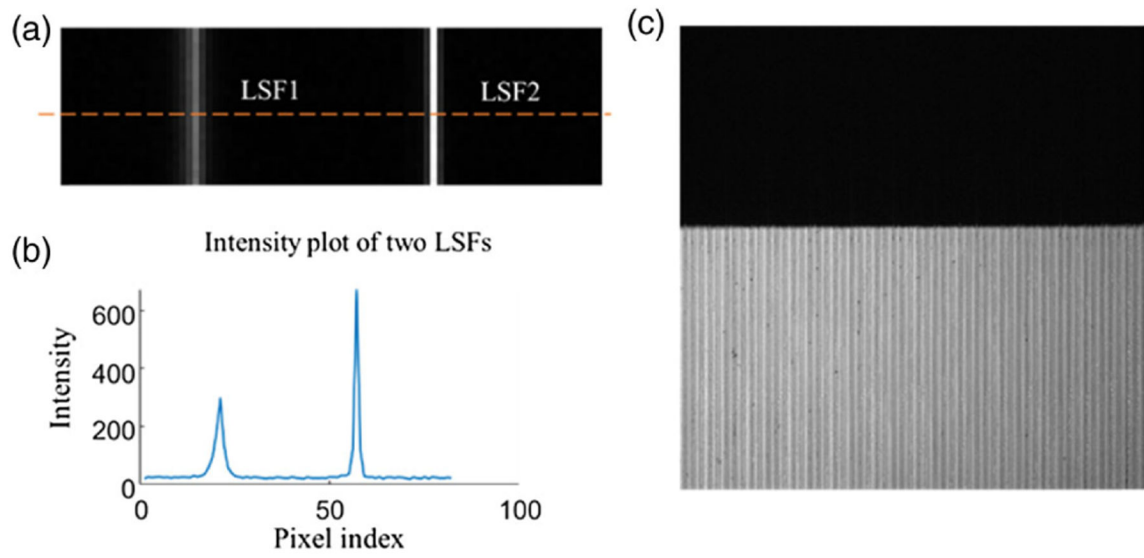 (a)
LSF1
LSF2
(b)
Intensity plot of two LSFs
600
400
200
0
Intensity
0
50
100
Pixel index
(c)